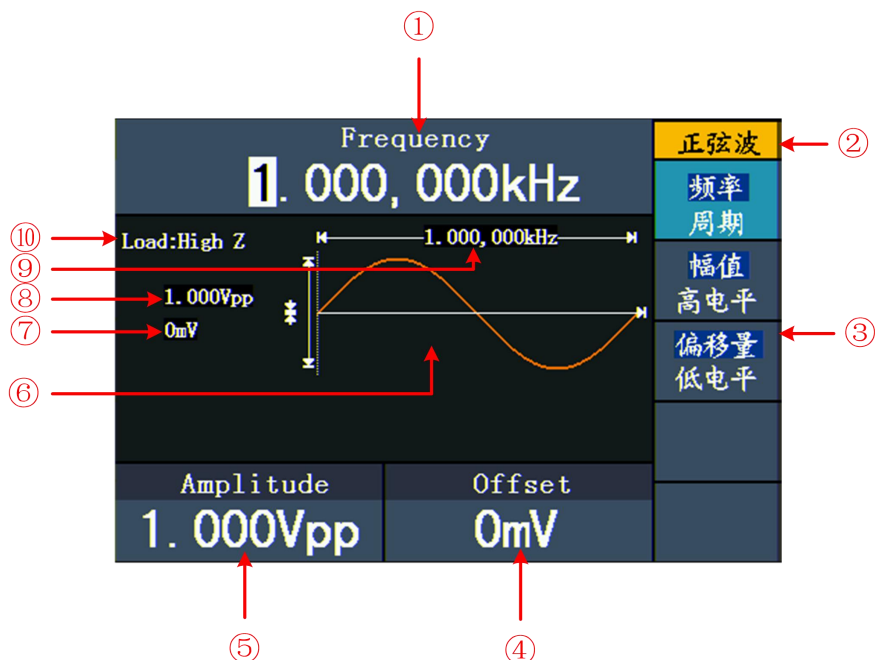 ①
Frequency
1.000,000kHz
正弦波
②
频率
周期
⑩
Load:High Z
1.000,000kHz
⑨
幅值
高电平
⑧
1.000Vpp
⑦
0mV
偏移量
低电平
③
⑥
Amplitude
1.000Vpp
Offset
0mV
⑤
④